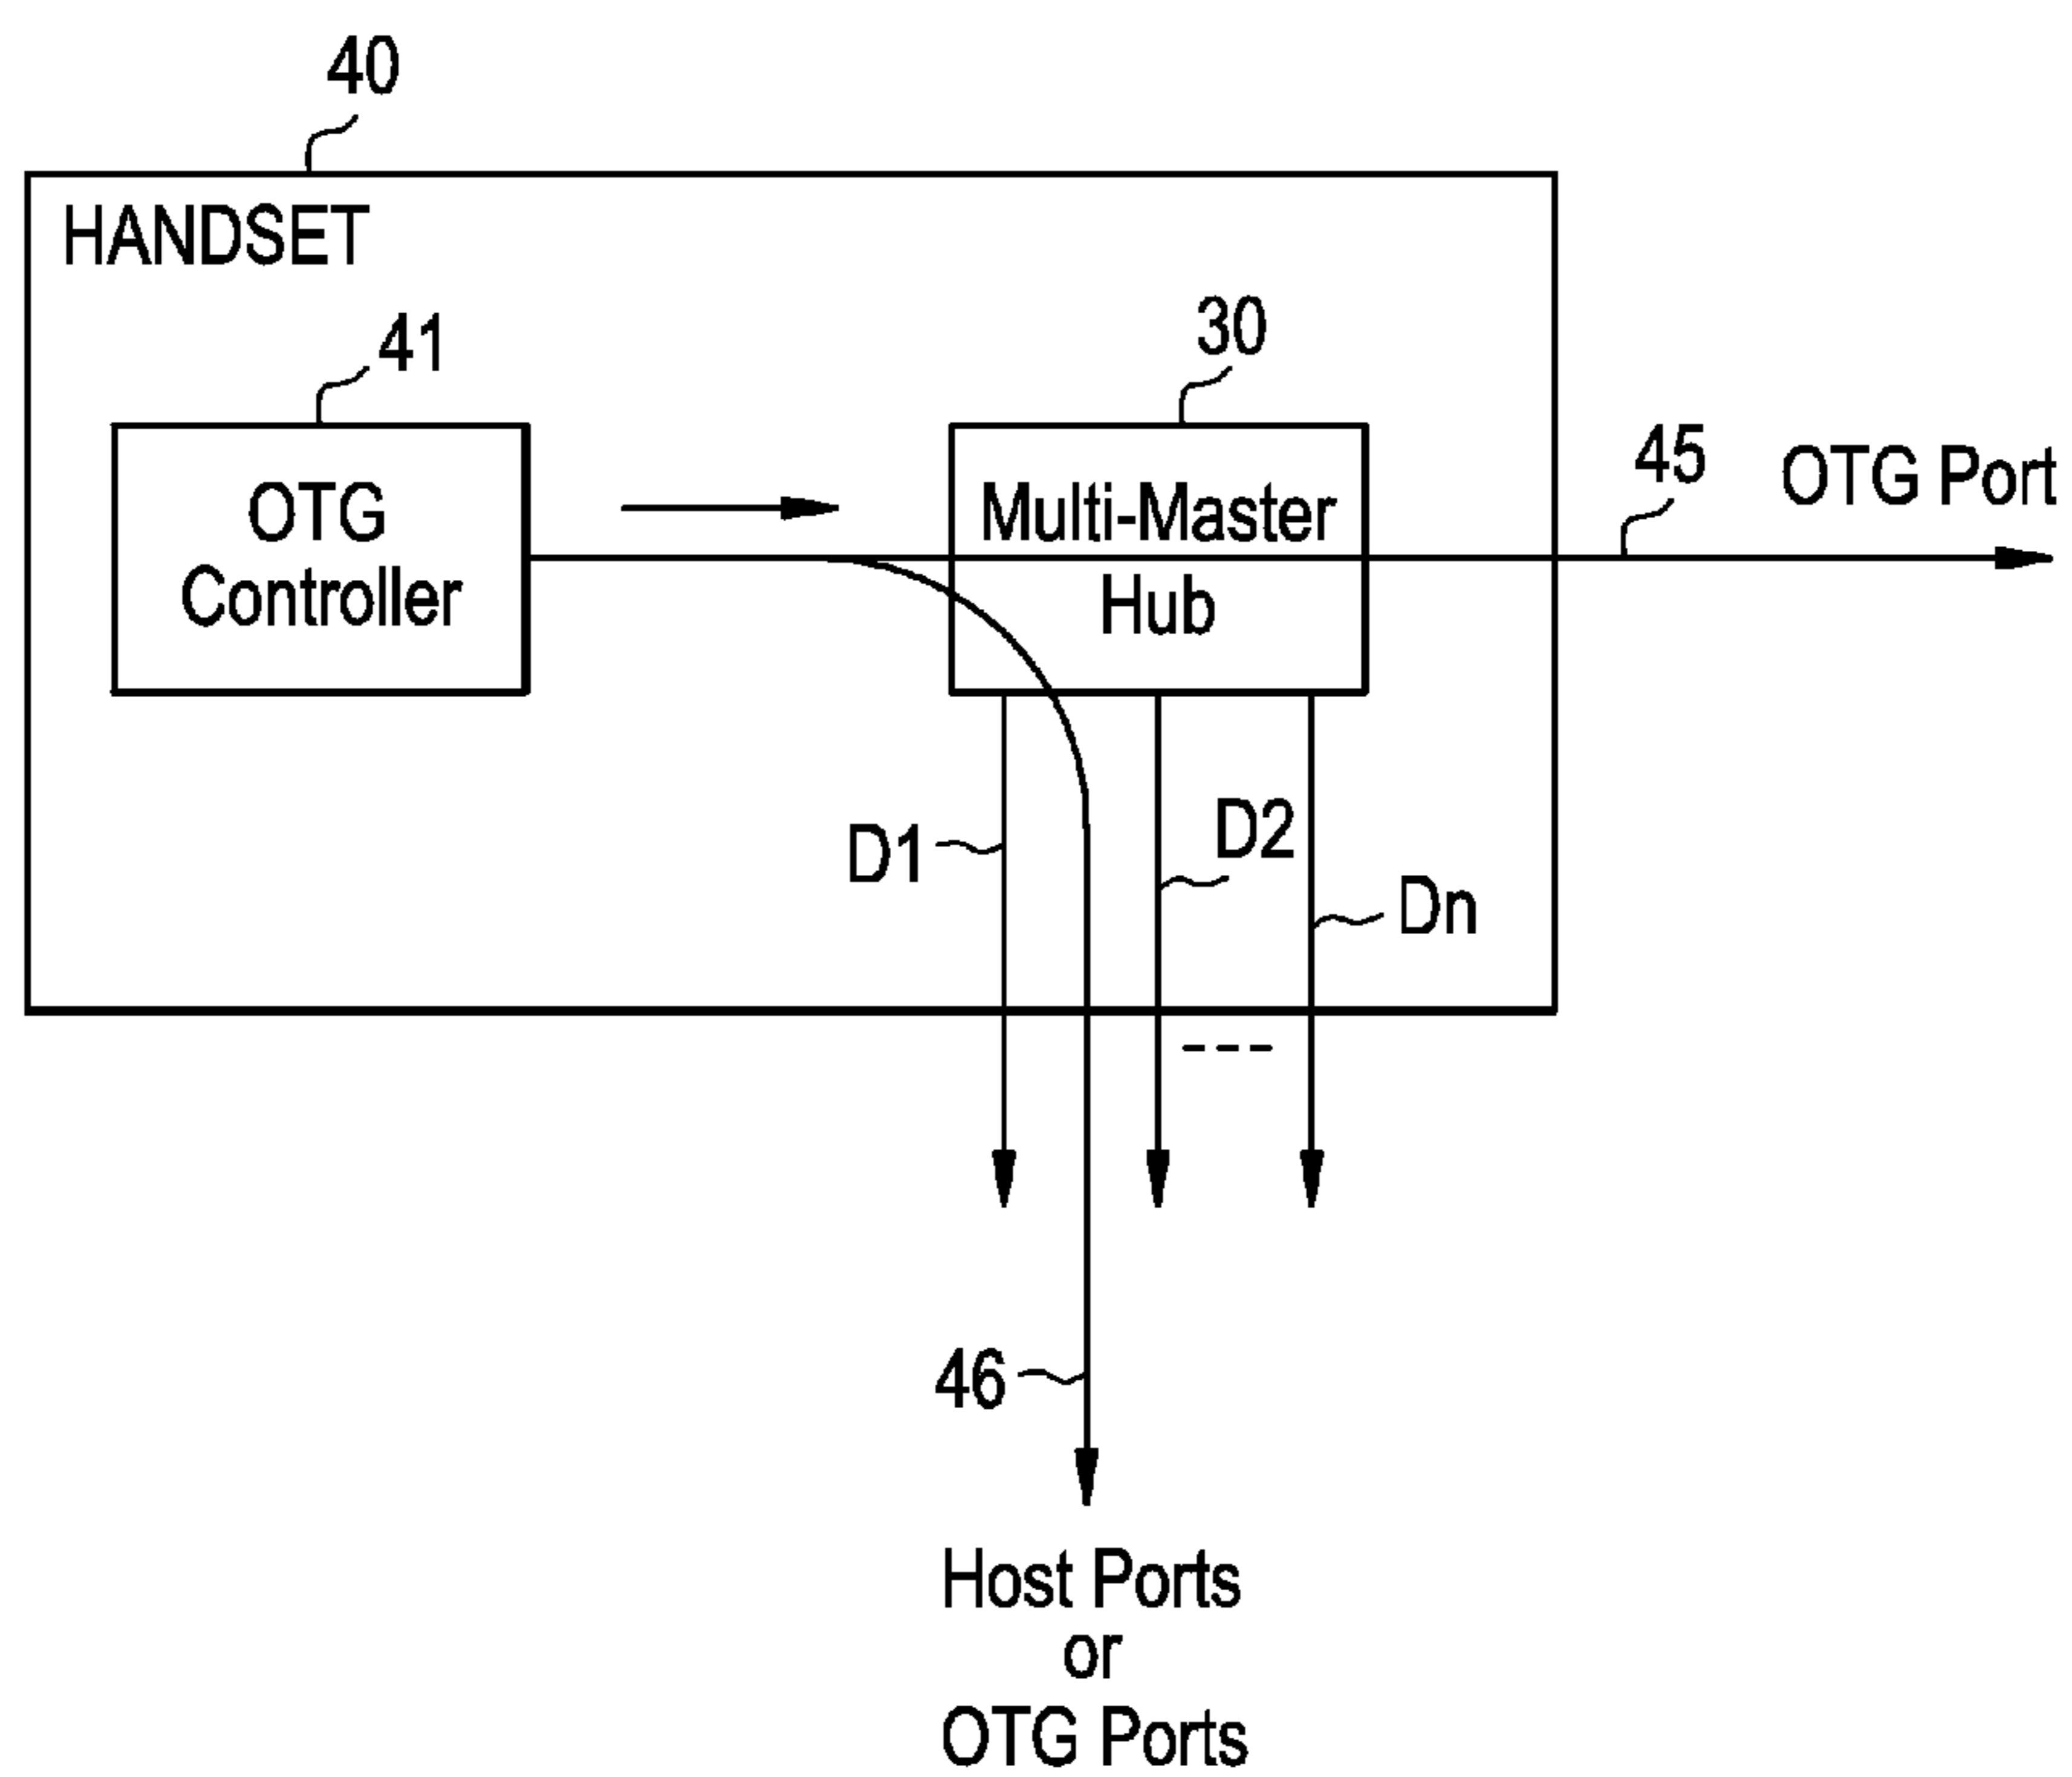 40
HANDSET
41
30
45
OTG Port
OTG
Controller
Multi-Master
Hub
D1
D2
Dn
46
Host Ports
or
OTG Ports